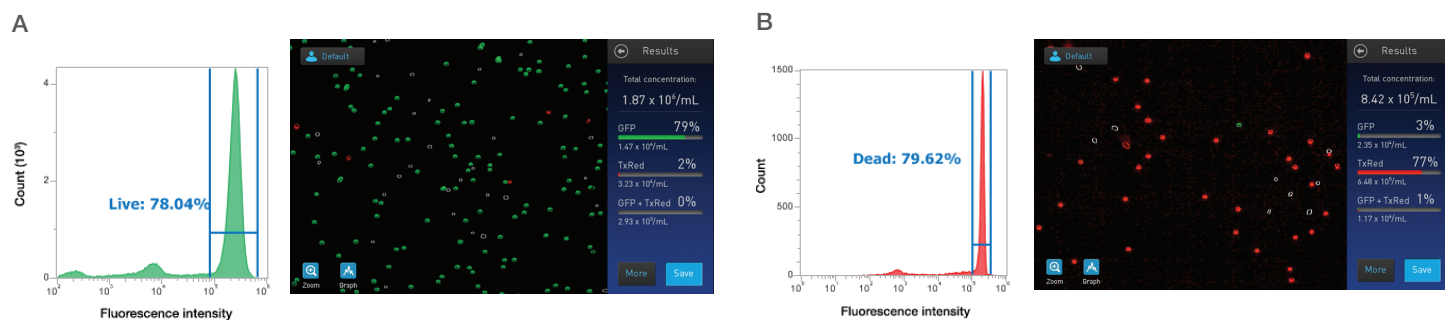 A
4
2
0
Count (10³)
Live: 78.04%
10² 10³ 10⁴ 10⁵ 10⁶
Fluorescence intensity
Default
Zoom
Graph
Results
Total concentration:
1.87 x 10⁶/mL
GFP 79%
1.47 x 10⁶/mL
TxRed 2%
3.23 x 10⁴/mL
GFP + TxRed 0%
2.93 x 10³/mL
More
Save
B
1500
1000
500
0
Count
Dead: 79.62%
10⁰ 10¹ 10² 10³ 10⁴ 10⁵ 10⁶
Fluorescence intensity
Default
Zoom
Graph
Results
Total concentration:
8.42 x 10⁵/mL
GFP 3%
2.35 x 10⁴/mL
TxRed 77%
6.48 x 10⁵/mL
GFP + TxRed 1%
1.17 x 10⁴/mL
More
Save